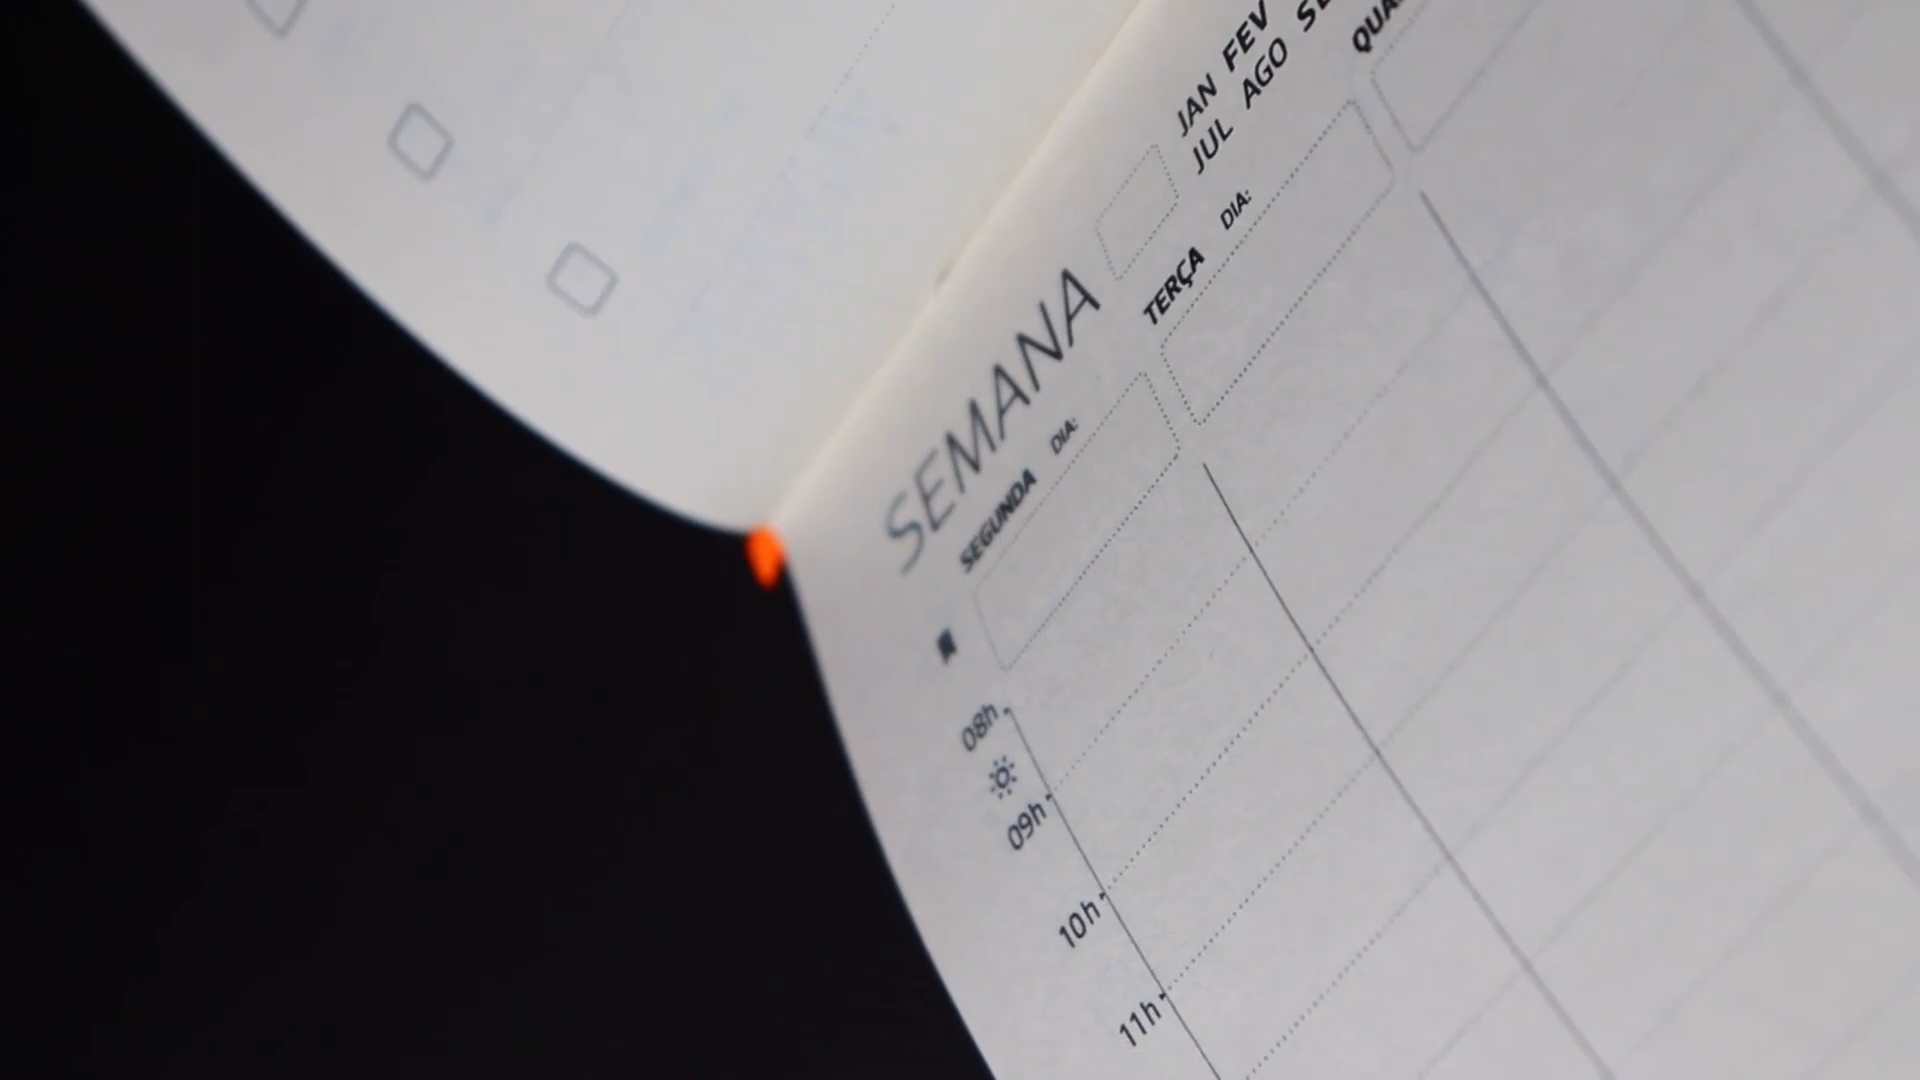 JAN FEV
JUL AGO
SEMANA
SEGUNDA DIA:
TERÇA DIA:
08h
09h
10h
11h